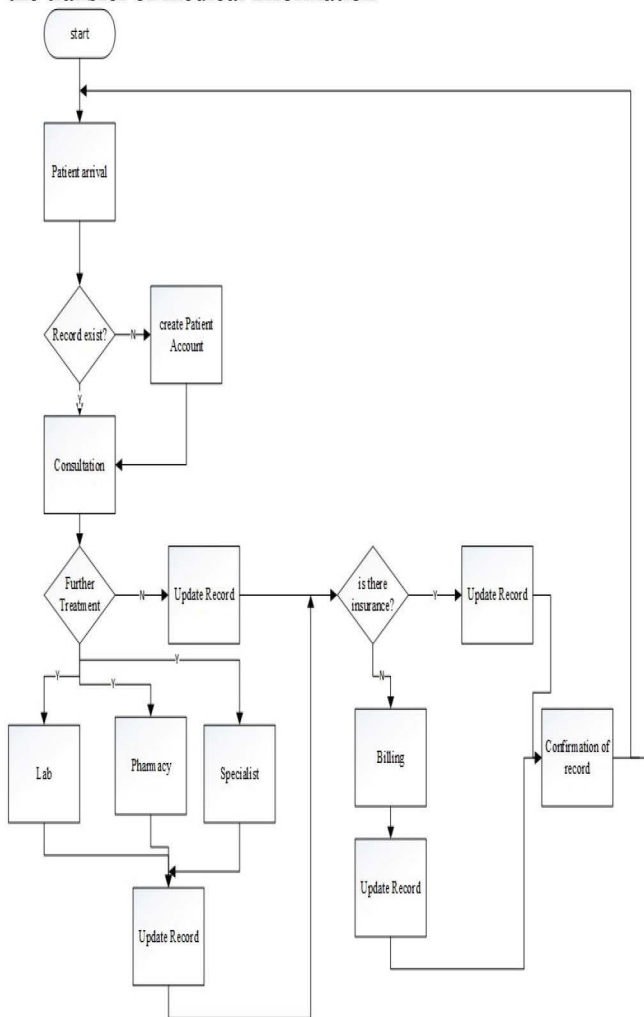 start
Patient arrival
Record exist?
N
create Patient
Account
Y
Consultation
Further
Treatment
N
Update Record
is there
insurance?
Y
Update Record
Y
Y
Y
N
Lab
Pharmacy
Specialist
Billing
Confirmation of
record
Update Record
Update Record